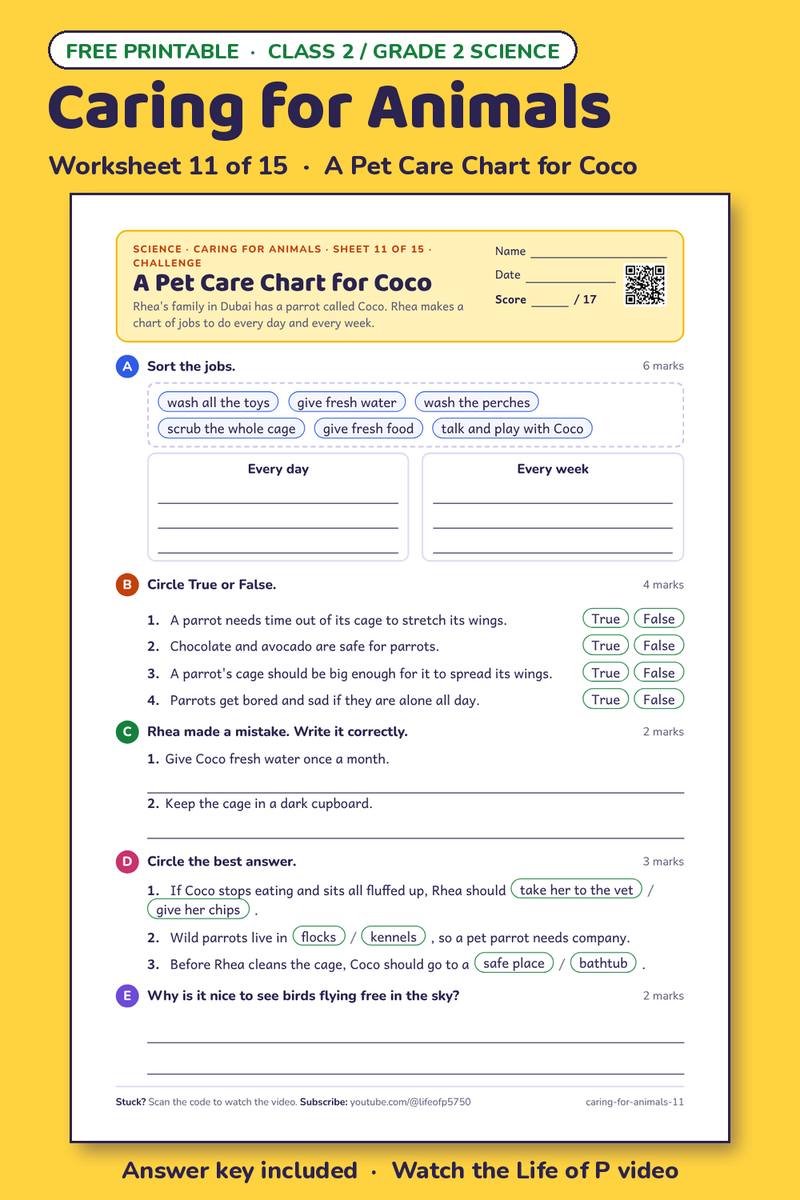 FREE PRINTABLE · CLASS 2 / GRADE 2 SCIENCE
Caring for Animals
Worksheet 11 of 15 · A Pet Care Chart for Coco
SCIENCE · CARING FOR ANIMALS · SHEET 11 OF 15 ·
CHALLENGE
A Pet Care Chart for Coco
Rhea's family in Dubai has a parrot called Coco. Rhea makes a
chart of jobs to do every day and every week.
Name
Date
Score / 17
A Sort the jobs. 6 marks
wash all the toys give fresh water wash the perches
scrub the whole cage give fresh food talk and play with Coco
Every day Every week
B Circle True or False. 4 marks
1. A parrot needs time out of its cage to stretch its wings. True False
2. Chocolate and avocado are safe for parrots. True False
3. A parrot's cage should be big enough for it to spread its wings. True False
4. Parrots get bored and sad if they are alone all day. True False
C Rhea made a mistake. Write it correctly. 2 marks
1. Give Coco fresh water once a month.
2. Keep the cage in a dark cupboard.
D Circle the best answer. 3 marks
1. If Coco stops eating and sits all fluffed up, Rhea should take her to the vet /
give her chips .
2. Wild parrots live in flocks / kennels , so a pet parrot needs company.
3. Before Rhea cleans the cage, Coco should go to a safe place / bathtub .
E Why is it nice to see birds flying free in the sky? 2 marks
Stuck? Scan the code to watch the video. Subscribe: youtube.com/@lifeofp5750 caring-for-animals-11
Answer key included · Watch the Life of P video